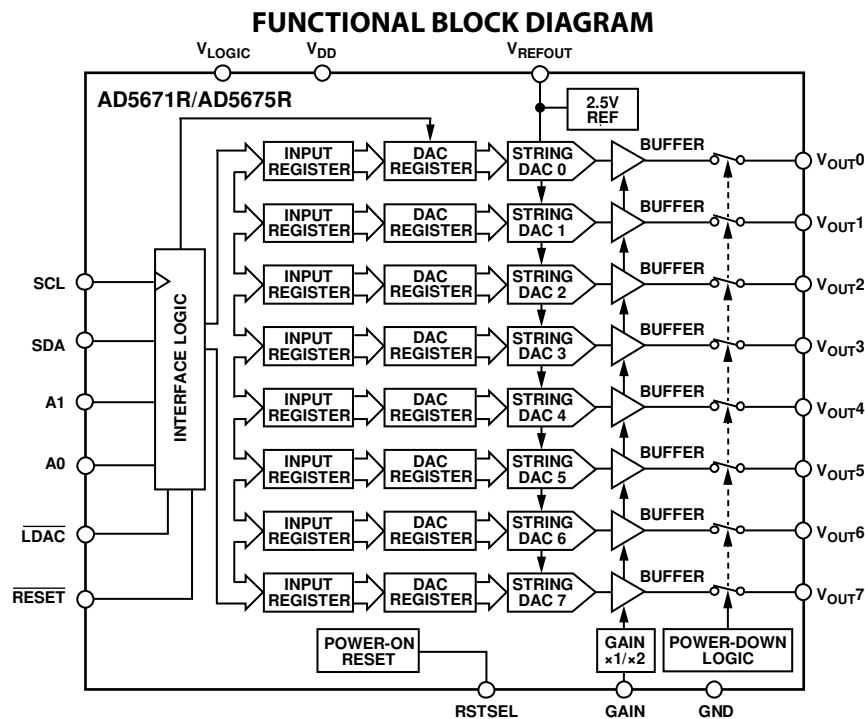 FUNCTIONAL BLOCK DIAGRAM
VLOGIC
VDD
VREFOUT
AD5671R/AD5675R
2.5V
REF
INPUT
REGISTER
DAC
REGISTER
STRING
DAC 0
BUFFER
VOUT0
INPUT
REGISTER
DAC
REGISTER
STRING
DAC 1
BUFFER
VOUT1
SCL
INPUT
REGISTER
DAC
REGISTER
STRING
DAC 2
BUFFER
VOUT2
SDA
INTERFACE LOGIC
INPUT
REGISTER
DAC
REGISTER
STRING
DAC 3
BUFFER
VOUT3
A1
INPUT
REGISTER
DAC
REGISTER
STRING
DAC 4
BUFFER
VOUT4
A0
INPUT
REGISTER
DAC
REGISTER
STRING
DAC 5
BUFFER
VOUT5
LDAC
INPUT
REGISTER
DAC
REGISTER
STRING
DAC 6
BUFFER
VOUT6
RESET
INPUT
REGISTER
DAC
REGISTER
STRING
DAC 7
BUFFER
VOUT7
POWER-ON
RESET
GAIN
×1/×2
POWER-DOWN
LOGIC
RSTSEL
GAIN
GND